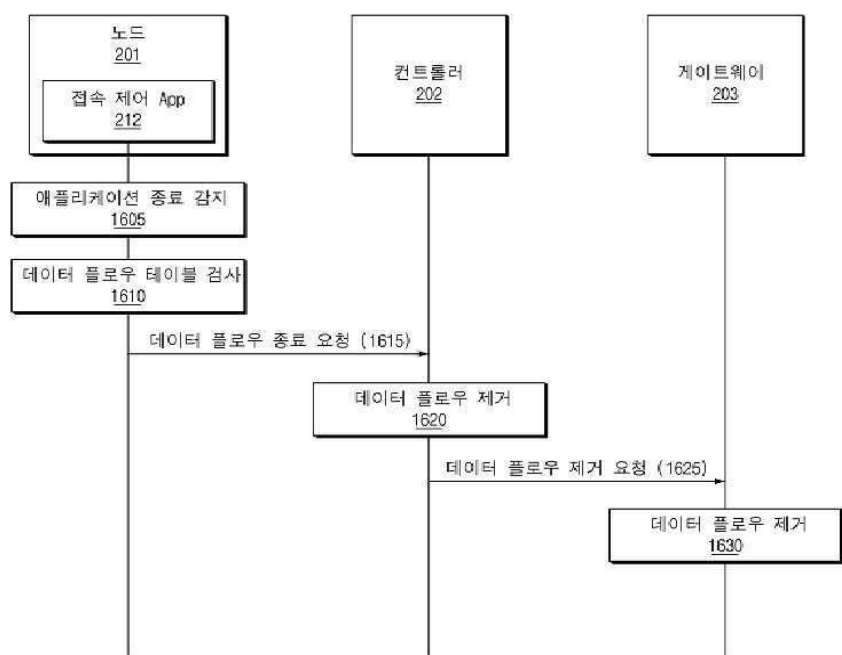 노드
201
접속 제어 App
212
컨트롤러
202
게이트웨이
203
애플리케이션 종료 감지
1605
데이터 플로우 테이블 검사
1610
데이터 플로우 종료 요청 (1615)
데이터 플로우 제거
1620
데이터 플로우 제거 요청 (1625)
데이터 플로우 제거
1630